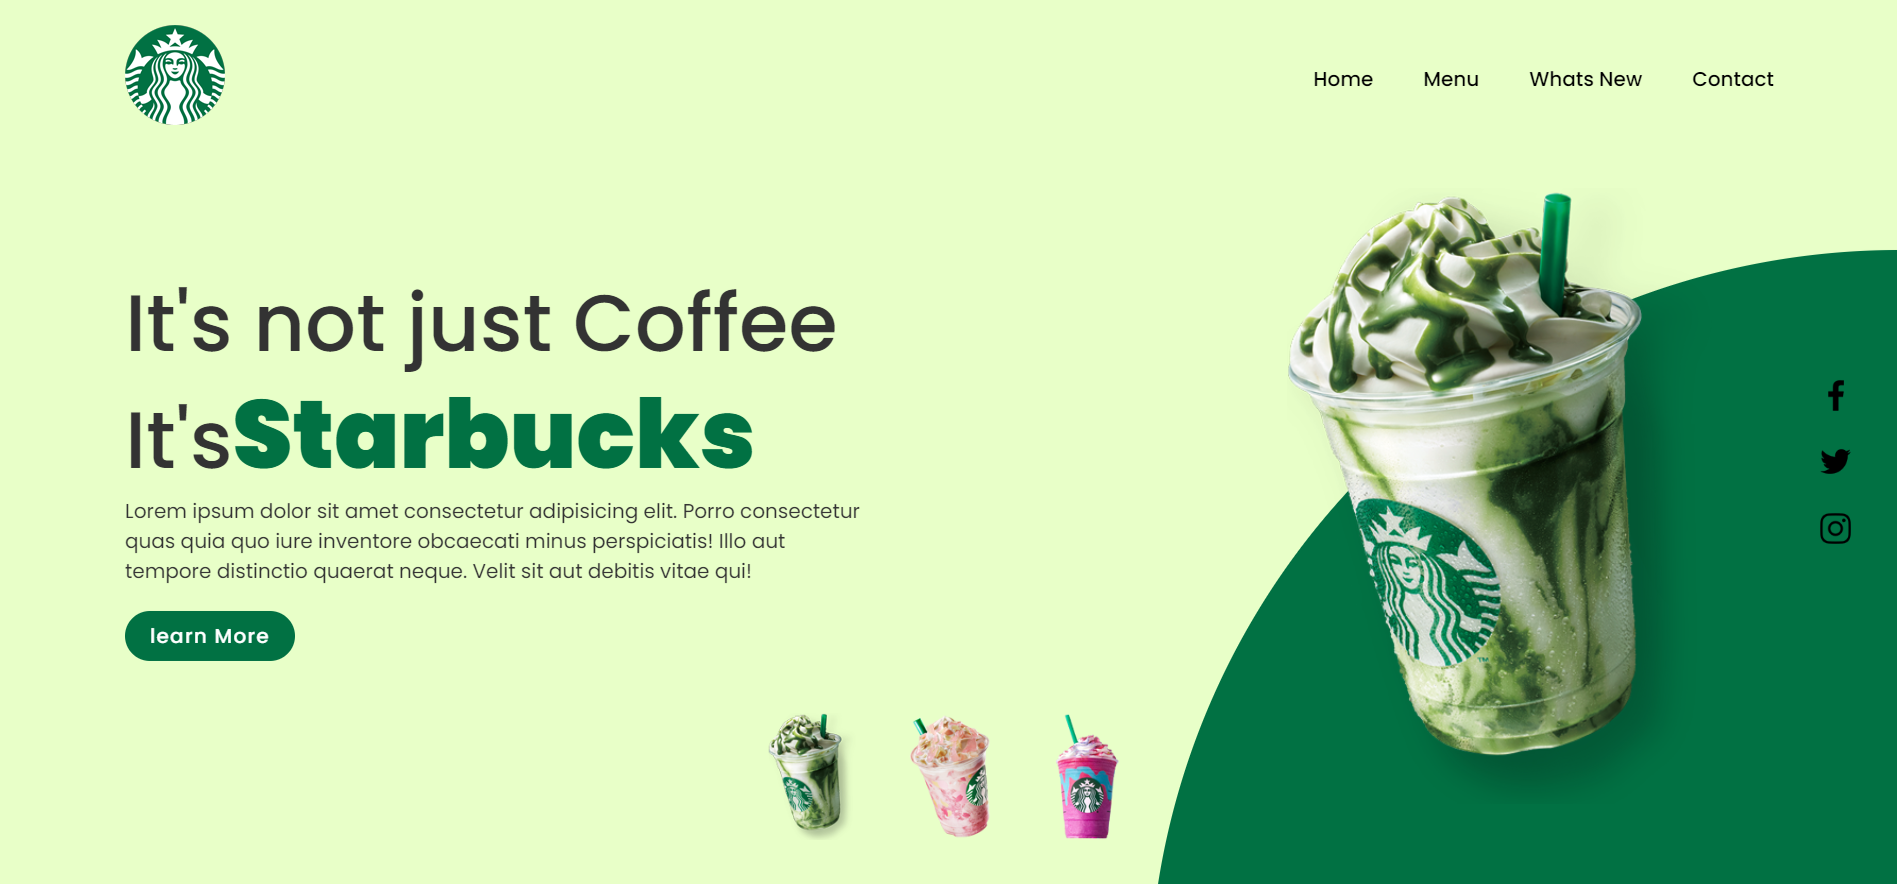 Home Menu Whats New Contact
It's not just Coffee
It'sStarbucks
Lorem ipsum dolor sit amet consectetur adipisicing elit. Porro consectetur
quas quia quo iure inventore obcaecati minus perspiciatis! Illo aut
tempore distinctio quaerat neque. Velit sit aut debitis vitae qui!
learn More
TM